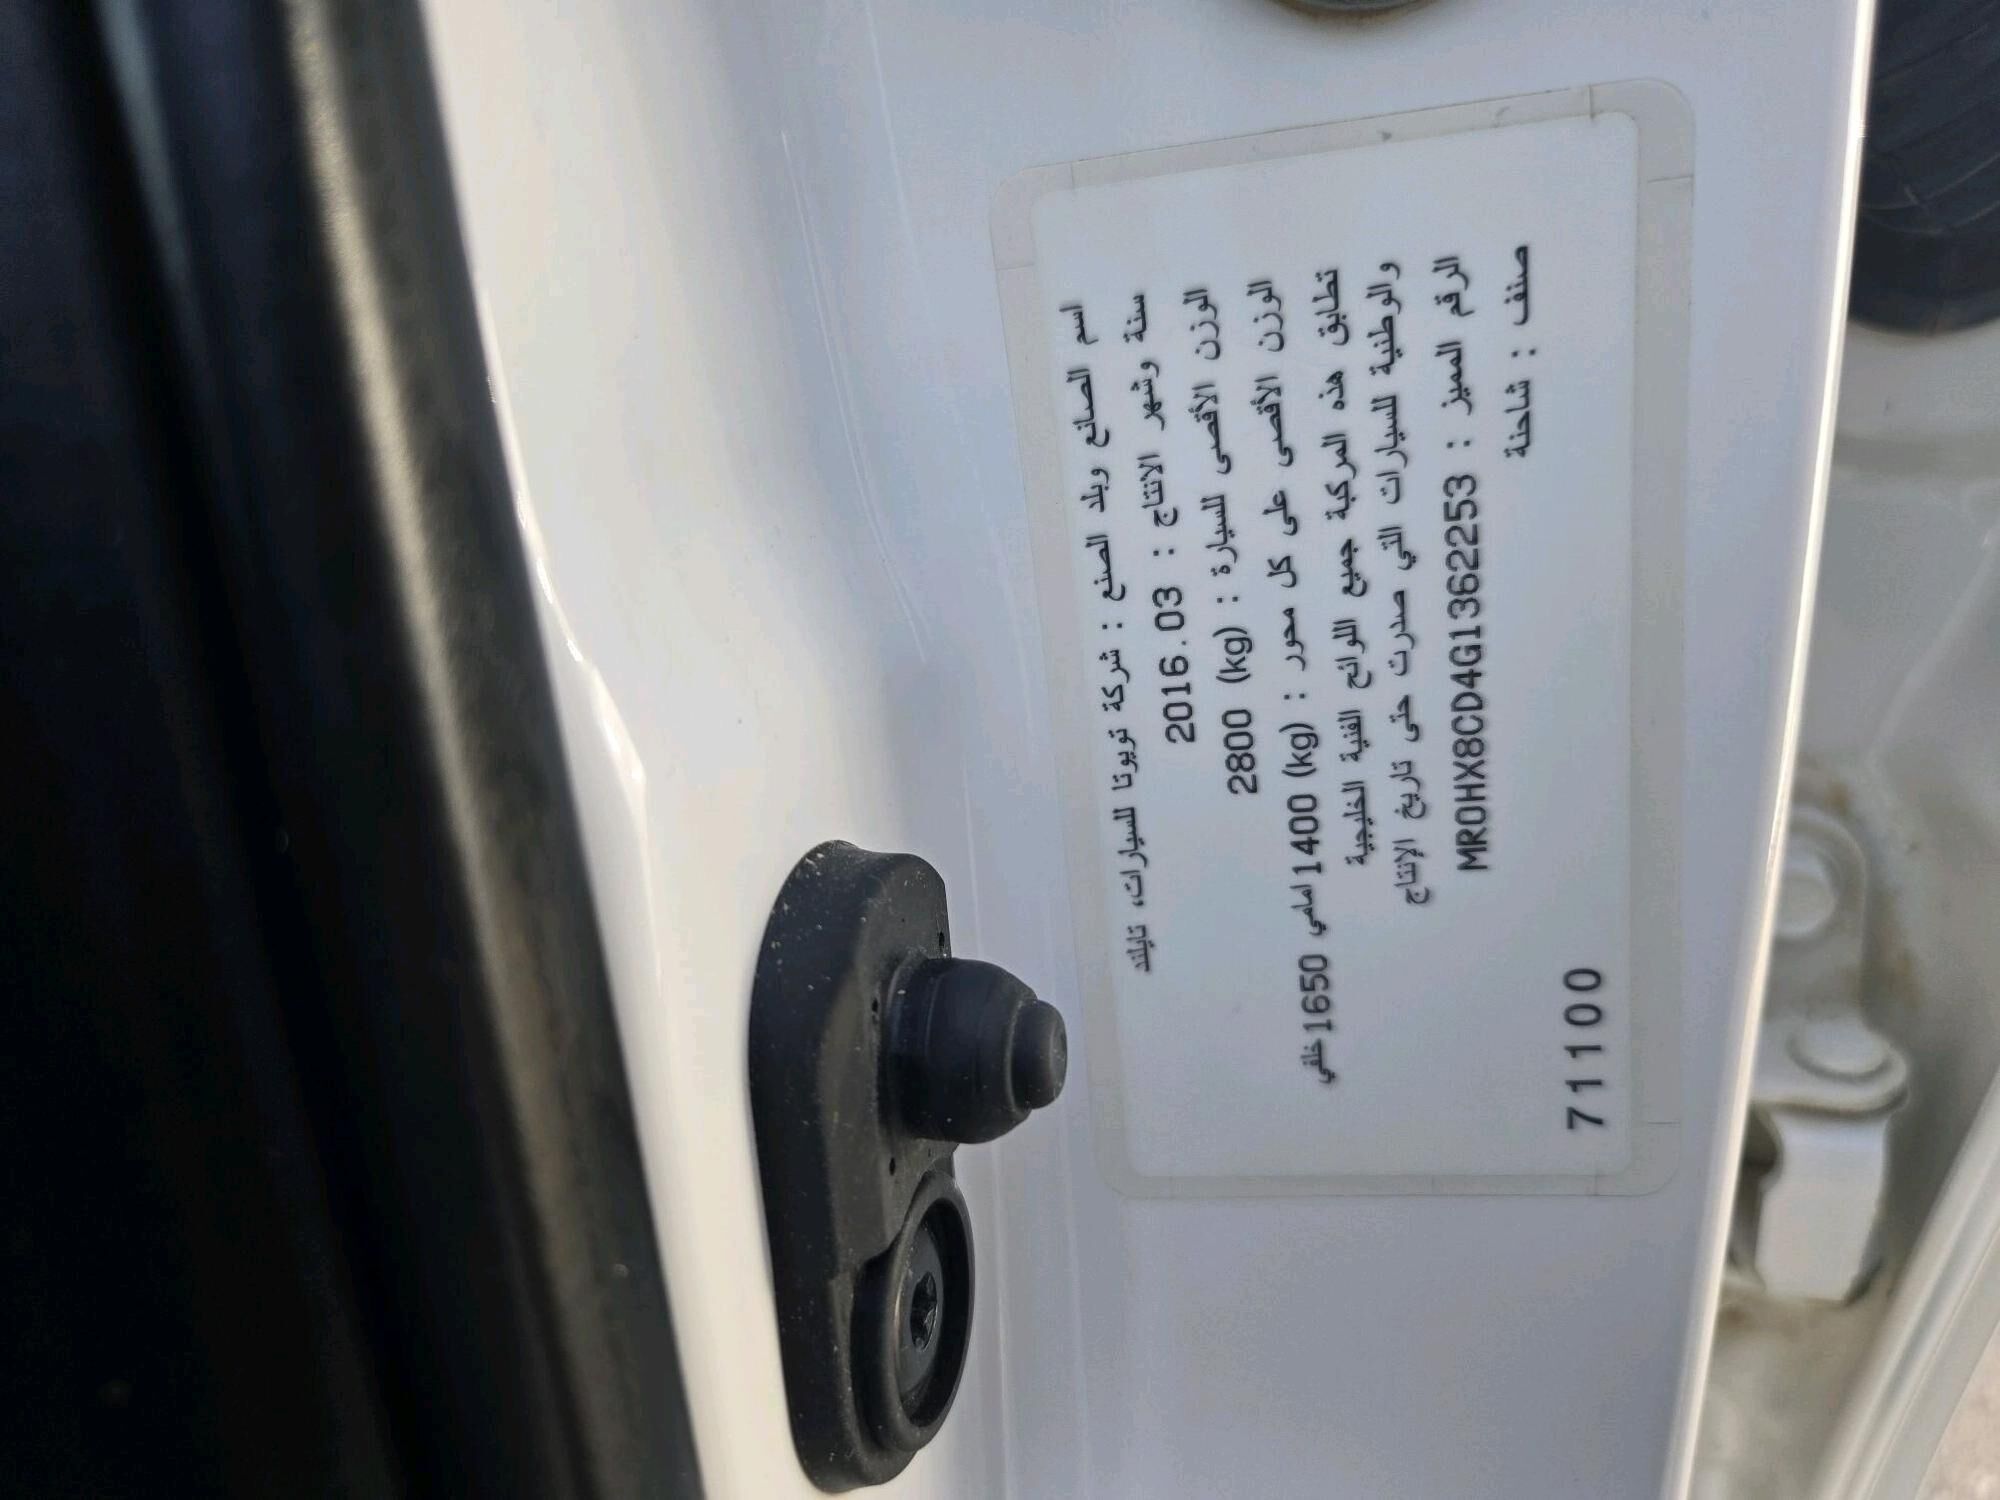 اسم الصانع وبلد الصنع : شركة تويوتا للسيارات، تايلند
سنة وشهر الانتاج : 2016.03
الوزن الأقصى للسيارة : (kg) 2800
الوزن الأقصى على كل محور : (kg) 1400 امامي 1650 خلفي
تطابق هذه المركبة جميع اللوائح الفنية الخليجية
والوطنية للسيارات التي صدرت حتى تاريخ الإنتاج
الرقم المميز : MR0HX8CD4G1362253
صنف : شاحنة
71100